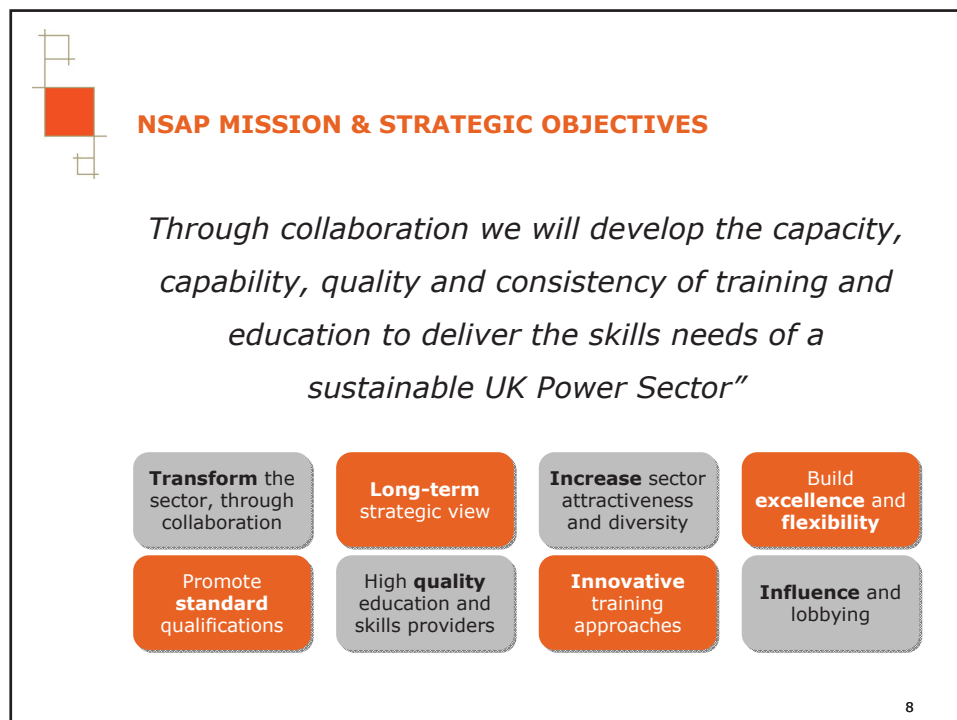 NSAP MISSION & STRATEGIC OBJECTIVES
Through collaboration we will develop the capacity,
capability, quality and consistency of training and
education to deliver the skills needs of a
sustainable UK Power Sector”
Transform the
sector, through
collaboration
Long-term
strategic view
Increase sector
attractiveness
and diversity
Build
excellence and
flexibility
Promote
standard
qualifications
High quality
education and
skills providers
Innovative
training
approaches
Influence and
lobbying
8